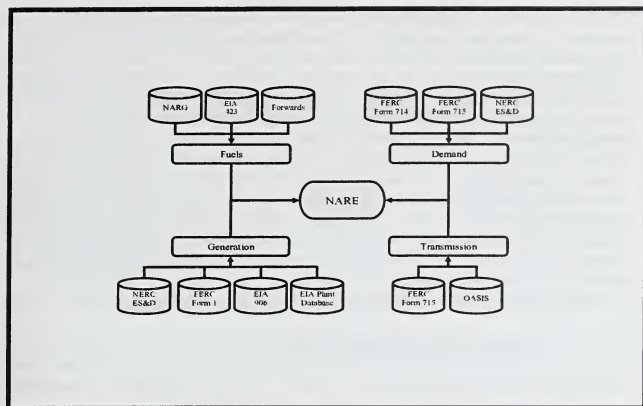 NARG
EIA
423
Forwards
FERC
Form 714
FERC
Form 715
NERC
ES&D
Fuels
Demand
NARE
Generation
Transmission
NERC
ES&D
FERC
Form 1
EIA
906
EIA Plant
Database
FERC
Form 715
OASIS